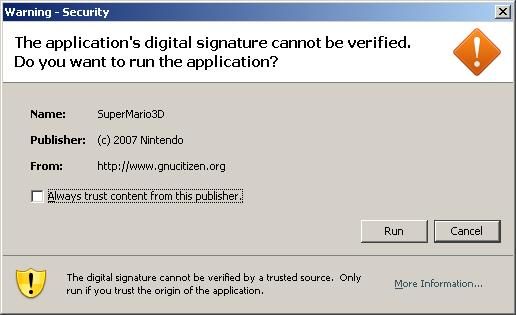 Warning - Security
The application's digital signature cannot be verified.
Do you want to run the application?
Name: SuperMario3D
Publisher: (c) 2007 Nintendo
From: http://www.gnucitizen.org
Always trust content from this publisher.
Run Cancel
The digital signature cannot be verified by a trusted source. Only
run if you trust the origin of the application.
More Information...